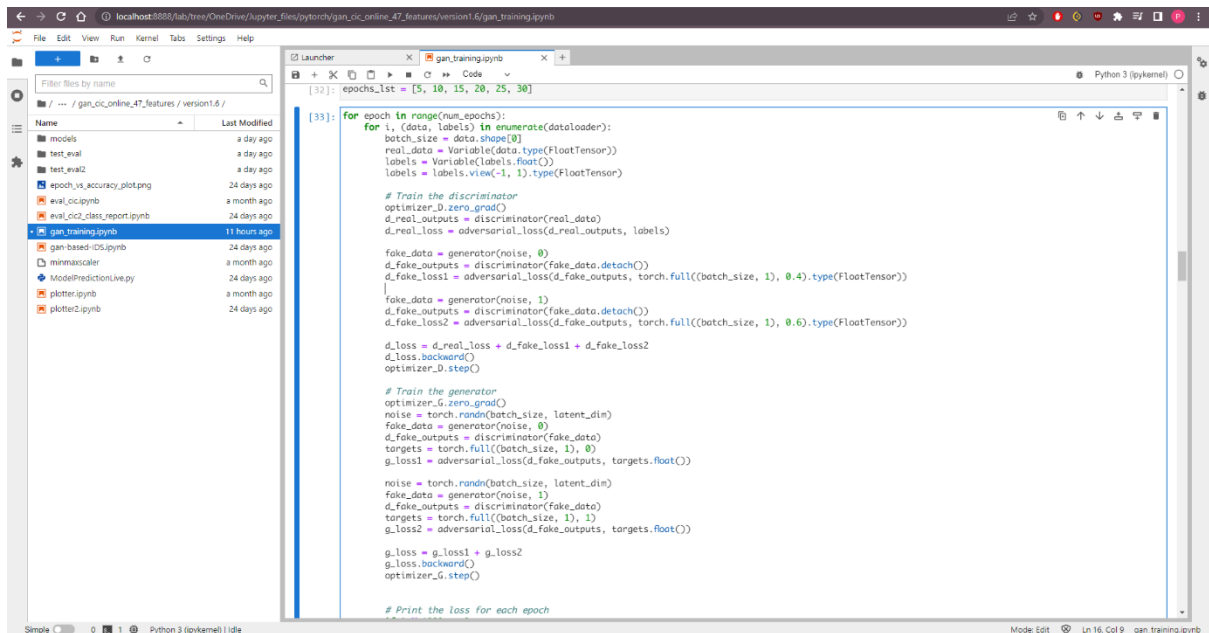 localhost:8888/lab/tree/OneDrive/Jupyter_files/pytorch/gan_cic_online_47_features/version1.6/gan_training.ipynb
File Edit View Run Kernel Tabs Settings Help
Filter files by name
/ ··· / gan_cic_online_47_features / version1.6 /
Name Last Modified
models a day ago
test_eval a day ago
test_eval2 a day ago
epoch_vs_accuracy_plot.png 24 days ago
eval_cic.ipynb a month ago
eval_cic2_class_report.ipynb 24 days ago
gan_training.ipynb 11 hours ago
gan-based-IDS.ipynb 24 days ago
minmaxscaler a month ago
ModelPredictionLive.py 24 days ago
plotter.ipynb a month ago
plotter2.ipynb 24 days ago
Launcher gan_training.ipynb
Code Python 3 (ipykernel)
[32]: epochs_lst = [5, 10, 15, 20, 25, 30]
[33]: for epoch in range(num_epochs):
for i, (data, labels) in enumerate(dataloader):
batch_size = data.shape[0]
real_data = Variable(data.type(FloatTensor))
labels = Variable(labels.float())
labels = labels.view(-1, 1).type(FloatTensor)
# Train the discriminator
optimizer_D.zero_grad()
d_real_outputs = discriminator(real_data)
d_real_loss = adversarial_loss(d_real_outputs, labels)
fake_data = generator(noise, 0)
d_fake_outputs = discriminator(fake_data.detach())
d_fake_loss1 = adversarial_loss(d_fake_outputs, torch.full((batch_size, 1), 0.4).type(FloatTensor))
fake_data = generator(noise, 1)
d_fake_outputs = discriminator(fake_data.detach())
d_fake_loss2 = adversarial_loss(d_fake_outputs, torch.full((batch_size, 1), 0.6).type(FloatTensor))
d_loss = d_real_loss + d_fake_loss1 + d_fake_loss2
d_loss.backward()
optimizer_D.step()
# Train the generator
optimizer_G.zero_grad()
noise = torch.randn(batch_size, latent_dim)
fake_data = generator(noise, 0)
d_fake_outputs = discriminator(fake_data)
targets = torch.full((batch_size, 1), 0)
g_loss1 = adversarial_loss(d_fake_outputs, targets.float())
noise = torch.randn(batch_size, latent_dim)
fake_data = generator(noise, 1)
d_fake_outputs = discriminator(fake_data)
targets = torch.full((batch_size, 1), 1)
g_loss2 = adversarial_loss(d_fake_outputs, targets.float())
g_loss = g_loss1 + g_loss2
g_loss.backward()
optimizer_G.step()
# Print the loss for each epoch
Simple 0 1 Python 3 (ipykernel) | Idle Mode: Edit Ln 16, Col 9 gan_training.ipynb